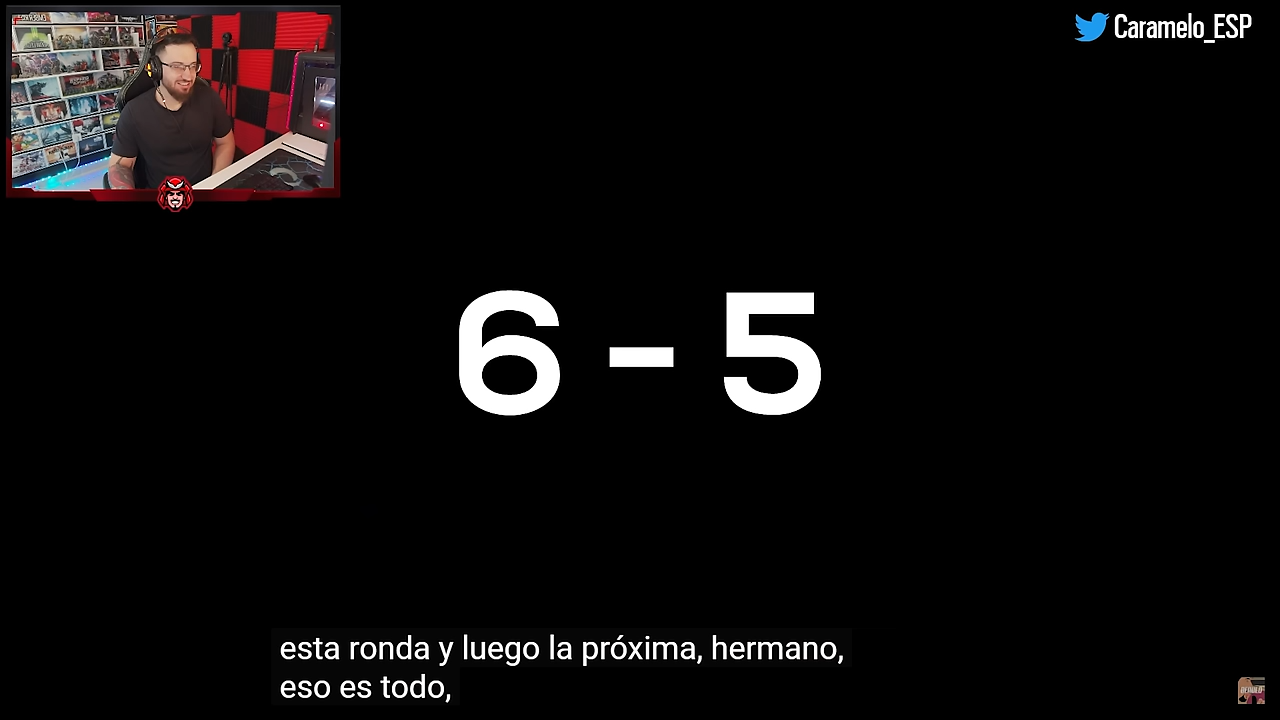 Caramelo_ESP
6 - 5
esta ronda y luego la próxima, hermano,
eso es todo,